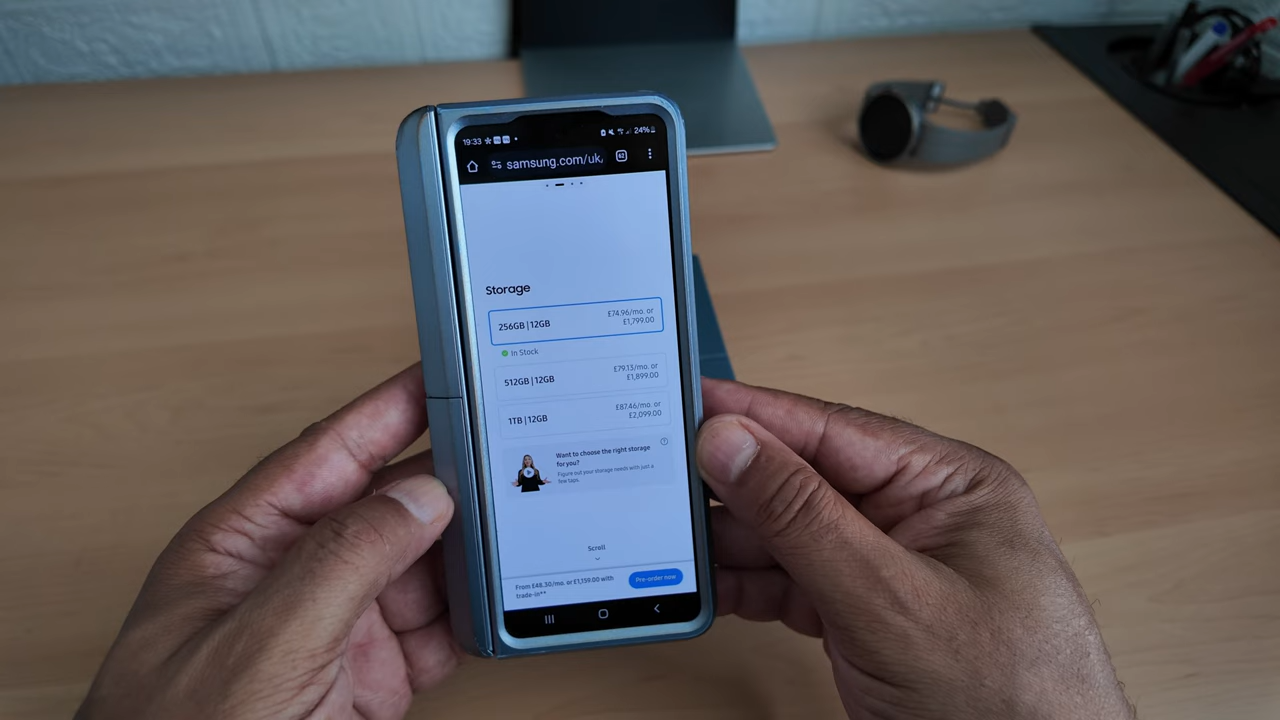 19:33
24%
samsung.com/uk
Storage
256GB | 12GB
£74.96/mo. or
£1,799.00
In Stock
512GB | 12GB
£79.13/mo. or
£1,899.00
1TB | 12GB
£87.46/mo. or
£2,099.00
Want to choose the right storage
for you?
Figure out your storage needs with just a
few taps.
Scroll
From £48.30/mo. or £1,159.00 with
trade-in**
Pre-order now